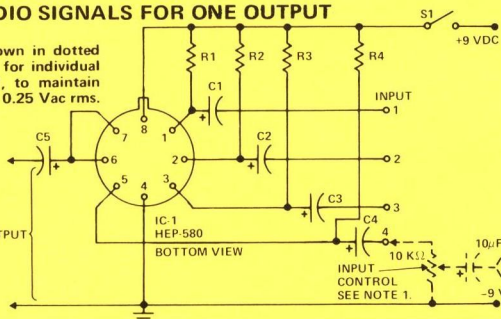 DIO SIGNALS FOR ONE OUTPUT
own in dotted
for individual
, to maintain
0.25 Vac rms.
S1
+9 VDC
R1
R2
R3
R4
C1
+
INPUT
1
C5
+
7
8
1
C2
+
6
2
2
5
4
3
C3
+
3
TPUT
IC-1
HEP-580
BOTTOM VIEW
C4
+
4
10 KΩ
INPUT
CONTROL
SEE NOTE 1.
10μF
+
-9 V